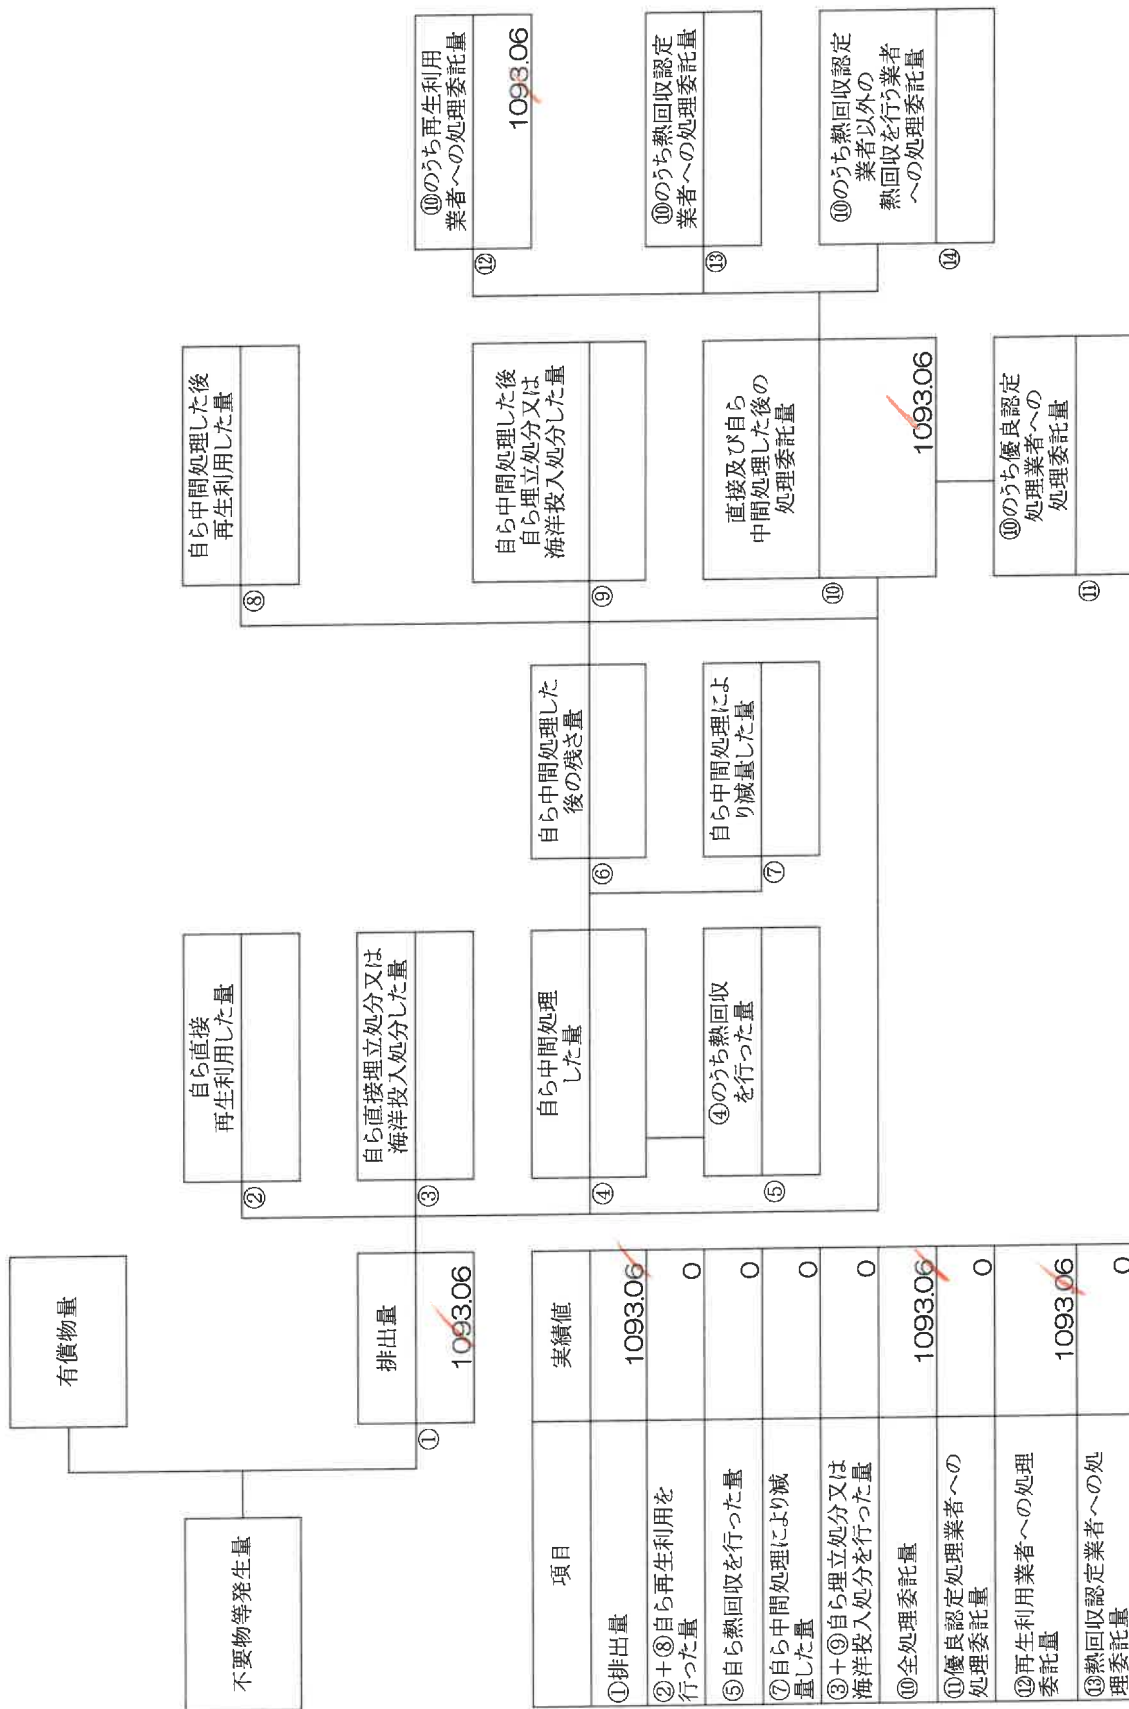 不要物等発生量
有償物量
排出量
①
1093.06
②
自ら直接
再生利用した量
③
自ら直接埋立処分又は
海洋投入処分した量
④
自ら中間処理
した量
⑤
④のうち熱回収
を行った量
⑥
自ら中間処理した
後の残さ量
⑦
自ら中間処理によ
り減量した量
⑧
自ら中間処理した後
再生利用した量
⑨
自ら中間処理した後
自ら埋立処分又は
海洋投入処分した量
⑩
直接及び自ら
中間処理した後の
処理委託量
1093.06
⑪
⑩のうち優良認定
処理業者への
処理委託量
⑫
⑩のうち再生利用
業者への処理委託量
1093.06
⑬
⑩のうち熱回収認定
業者への処理委託量
⑭
⑩のうち熱回収認定
業者以外の
熱回収を行う業者
への処理委託量
項目 実績値
①排出量 1093.06
②+⑧自ら再生利用を
行った量 0
⑤自ら熱回収を行った量 0
⑦自ら中間処理により減
量した量 0
③+⑨自ら埋立処分又は
海洋投入処分を行った量 0
⑩全処理委託量 1093.06
⑪優良認定処理業者への
処理委託量 0
⑫再生利用業者への処理
委託量 1093.06
⑬熱回収認定業者への処
理委託量 0